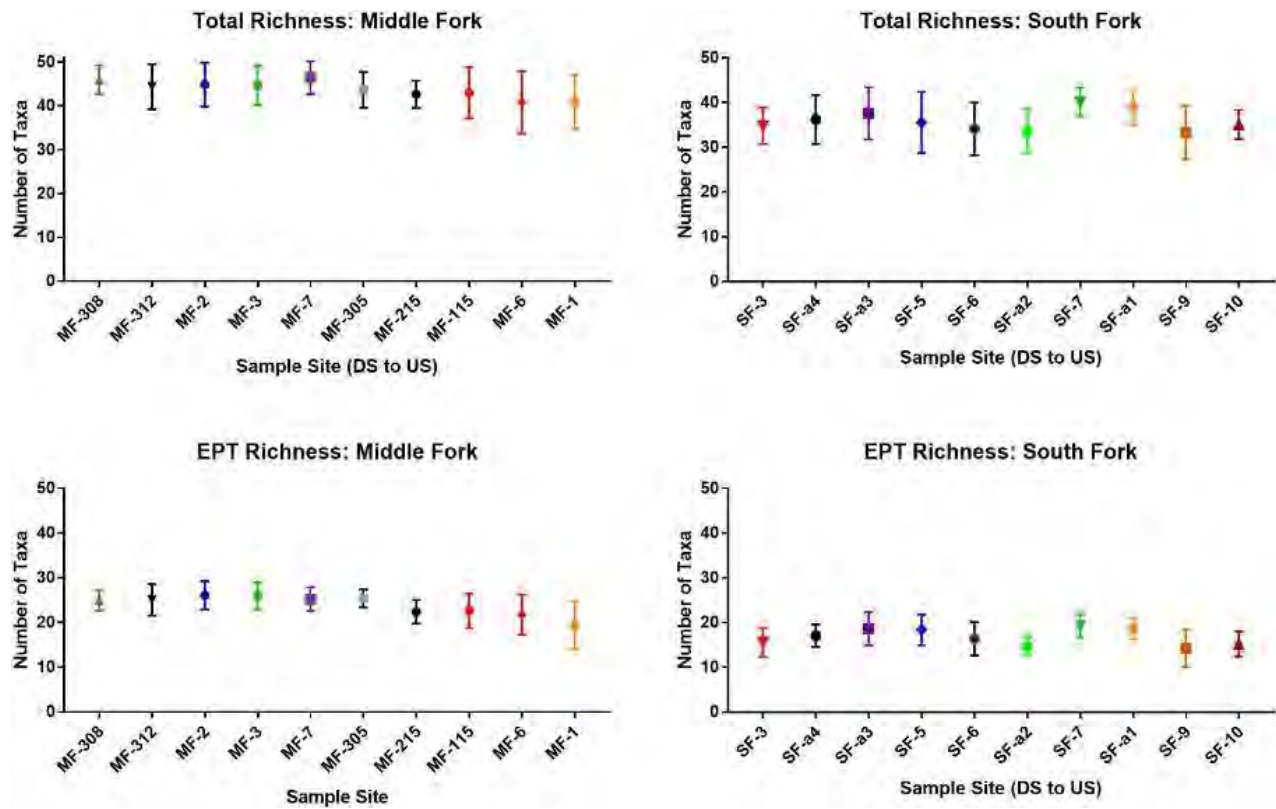 Total Richness: Middle Fork
Number of Taxa
50
40
30
20
10
0
MF-308
MF-312
MF-2
MF-3
MF-7
MF-305
MF-215
MF-115
MF-6
MF-1
Sample Site (DS to US)
Total Richness: South Fork
Number of Taxa
50
40
30
20
10
0
SF-3
SF-a4
SF-a3
SF-5
SF-6
SF-a2
SF-7
SF-a1
SF-9
SF-10
Sample Site (DS to US)
EPT Richness: Middle Fork
Number of Taxa
50
40
30
20
10
0
MF-308
MF-312
MF-2
MF-3
MF-7
MF-305
MF-215
MF-115
MF-6
MF-1
Sample Site
EPT Richness: South Fork
Number of Taxa
50
40
30
20
10
0
SF-3
SF-a4
SF-a3
SF-5
SF-6
SF-a2
SF-7
SF-a1
SF-9
SF-10
Sample Site (DS to US)